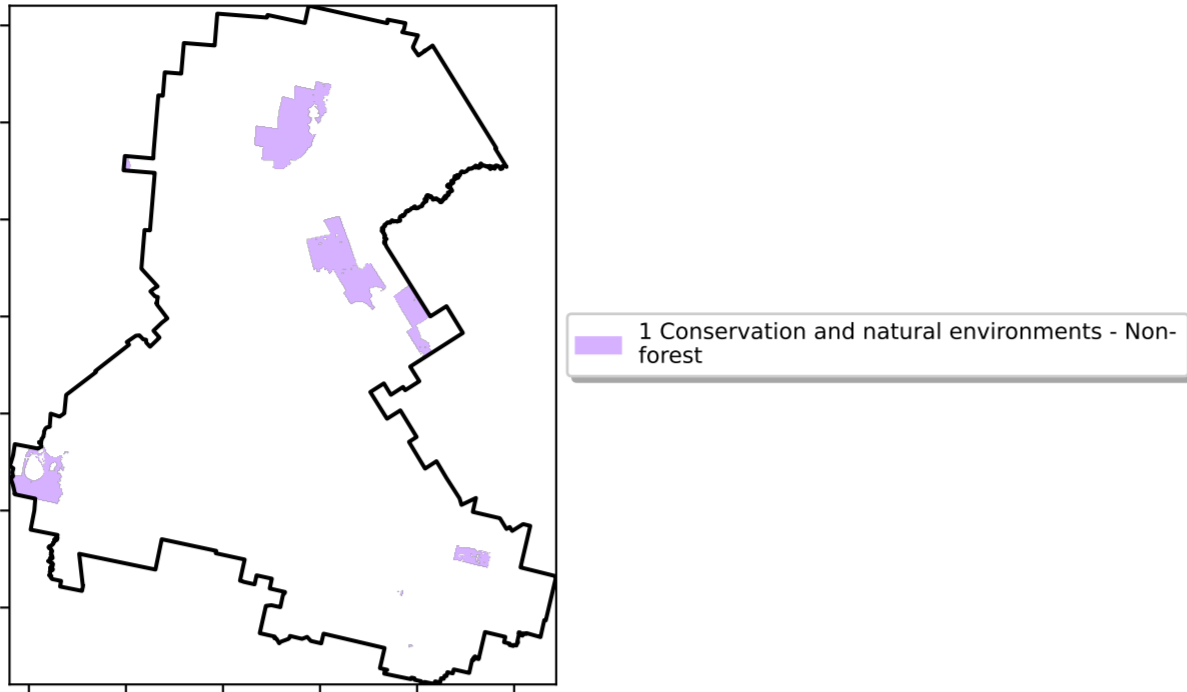 1 Conservation and natural environments - Non-
forest